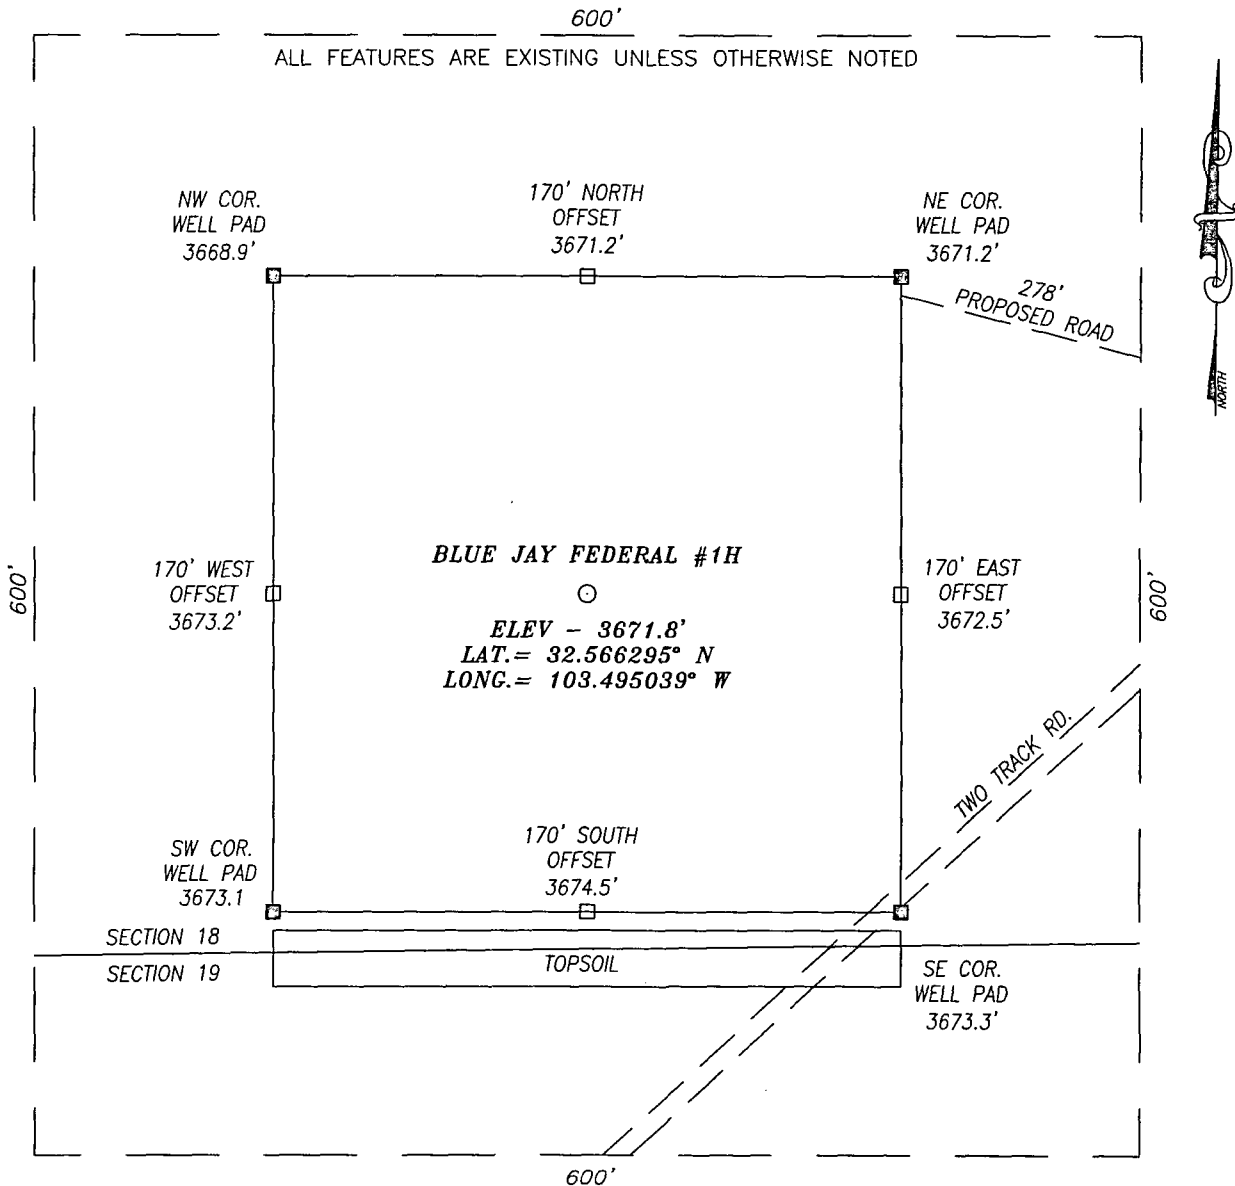 600'
ALL FEATURES ARE EXISTING UNLESS OTHERWISE NOTED
NW COR.
WELL PAD
3668.9'
170' NORTH
OFFSET
3671.2'
NE COR.
WELL PAD
3671.2'
278'
PROPOSED ROAD
NORTH
600'
170' WEST
OFFSET
3673.2'
BLUE JAY FEDERAL #1H
ELEV - 3671.8'
LAT.= 32.566295° N
LONG.= 103.495039° W
170' EAST
OFFSET
3672.5'
600'
TWO TRACK RD.
SW COR.
WELL PAD
3673.1
170' SOUTH
OFFSET
3674.5'
SECTION 18
SECTION 19
TOPSOIL
SE COR.
WELL PAD
3673.3'
600'